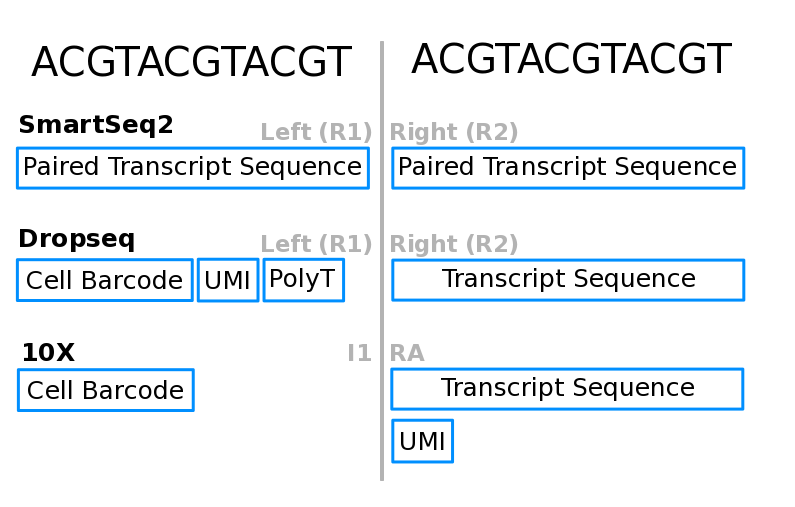 ACGTACGTACGT ACGTACGTACGT
SmartSeq2 Left (R1) Right (R2)
Paired Transcript Sequence Paired Transcript Sequence
Dropseq Left (R1) Right (R2)
Cell Barcode UMI PolyT Transcript Sequence
10X I1 RA
Cell Barcode Transcript Sequence
UMI